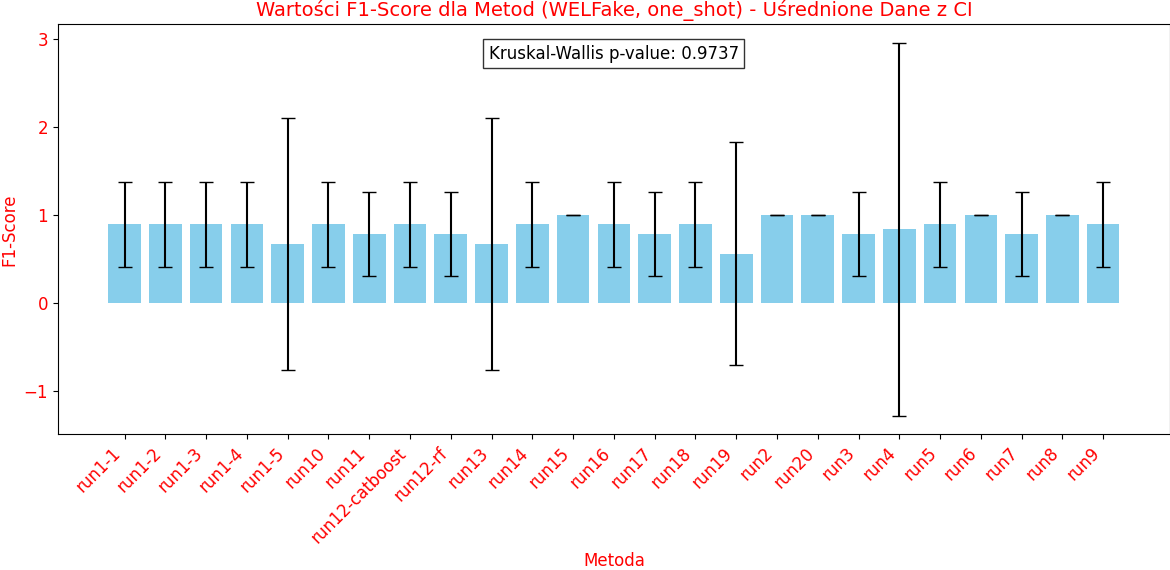 Wartości F1-Score dla Metod (WELFake, one_shot) - Uśrednione Dane z CI
Kruskal-Wallis p-value: 0.9737
F1-Score
3
2
1
0
−1
run1-1
run1-2
run1-3
run1-4
run1-5
run10
run11
run12-catboost
run12-rf
run13
run14
run15
run16
run17
run18
run19
run2
run20
run3
run4
run5
run6
run7
run8
run9
Metoda